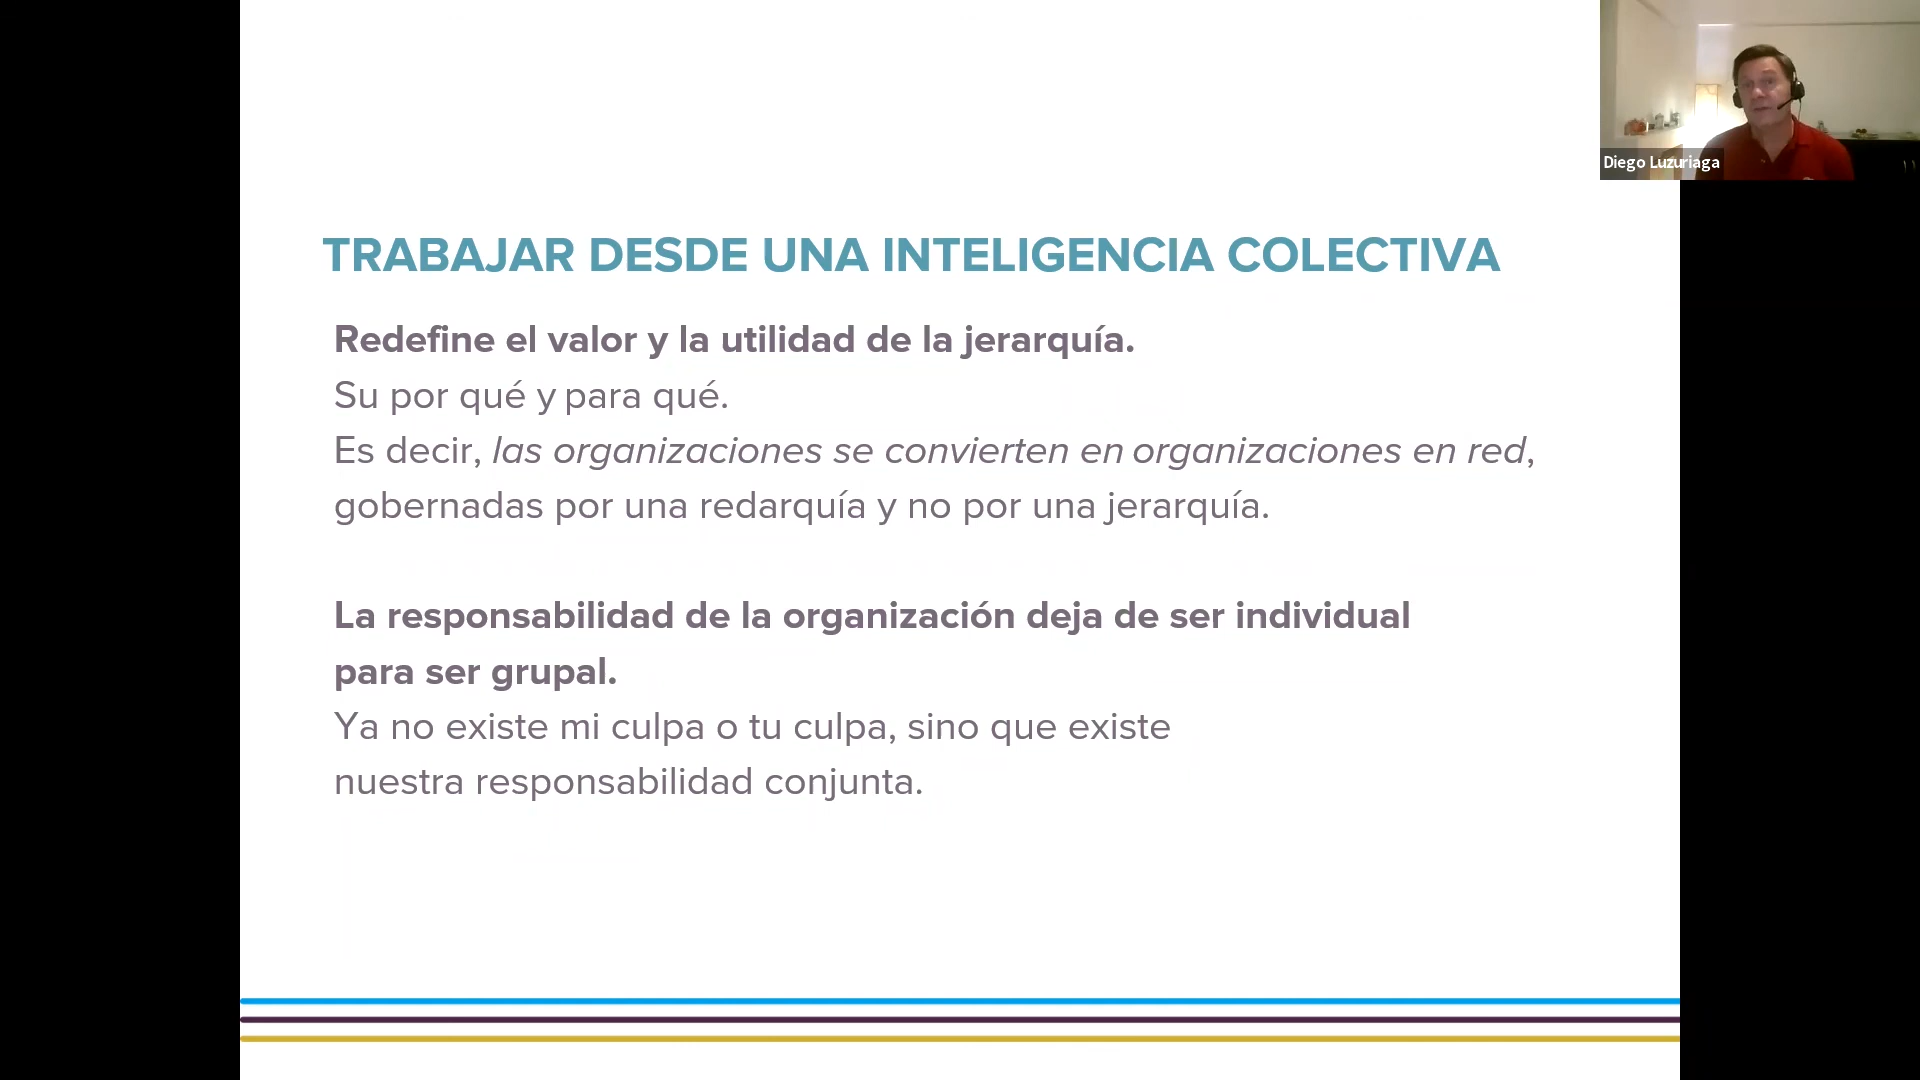 Diego Luzuriaga
TRABAJAR DESDE UNA INTELIGENCIA COLECTIVA
Redefine el valor y la utilidad de la jerarquía.
Su por qué y para qué.
Es decir, las organizaciones se convierten en organizaciones en red,
gobernadas por una redarquía y no por una jerarquía.
La responsabilidad de la organización deja de ser individual
para ser grupal.
Ya no existe mi culpa o tu culpa, sino que existe
nuestra responsabilidad conjunta.